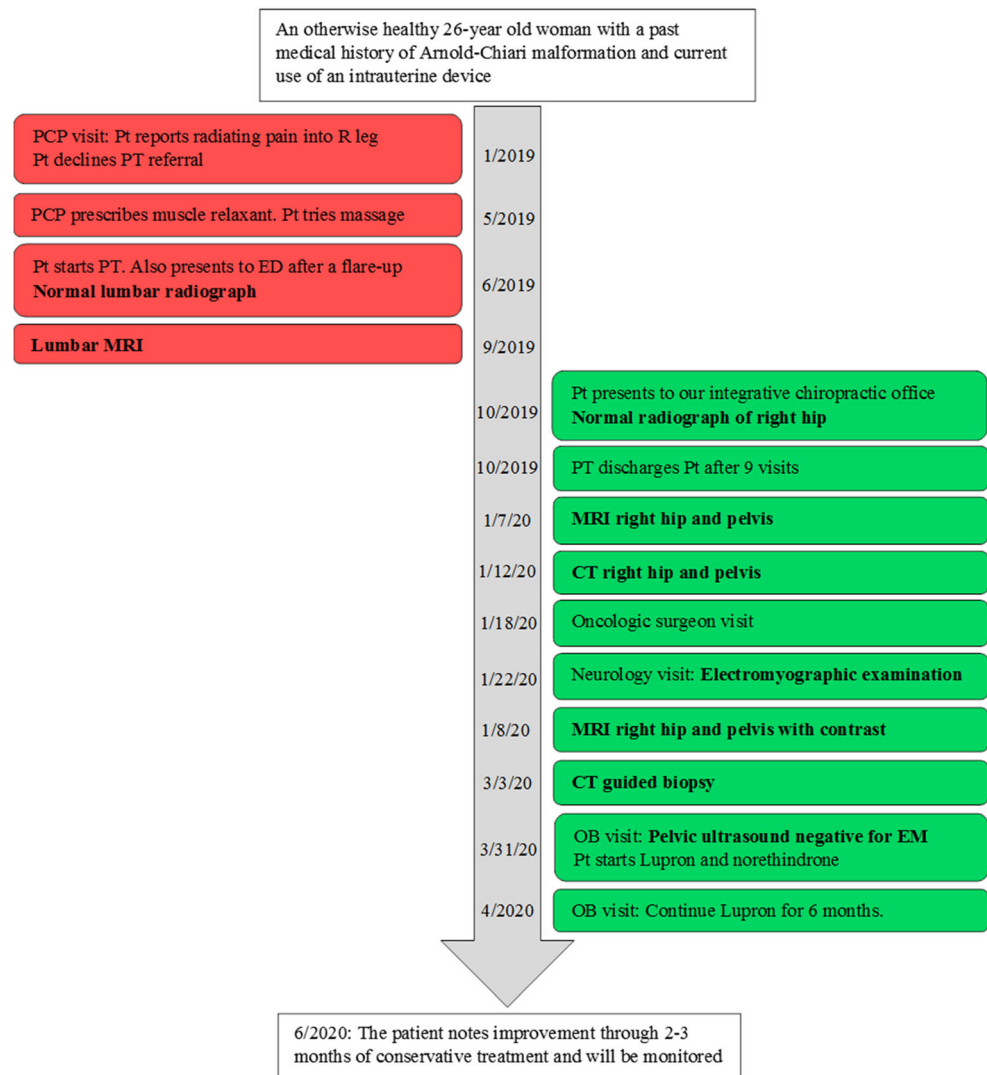 An otherwise healthy 26-year old woman with a past
medical history of Arnold-Chiari malformation and current
use of an intrauterine device
PCP visit: Pt reports radiating pain into R leg
Pt declines PT referral
1/2019
PCP prescribes muscle relaxant. Pt tries massage
5/2019
Pt starts PT. Also presents to ED after a flare-up
Normal lumbar radiograph
6/2019
Lumbar MRI
9/2019
10/2019
Pt presents to our integrative chiropractic office
Normal radiograph of right hip
10/2019
PT discharges Pt after 9 visits
1/7/20
MRI right hip and pelvis
1/12/20
CT right hip and pelvis
1/18/20
Oncologic surgeon visit
1/22/20
Neurology visit: Electromyographic examination
1/8/20
MRI right hip and pelvis with contrast
3/3/20
CT guided biopsy
3/31/20
OB visit: Pelvic ultrasound negative for EM
Pt starts Lupron and norethindrone
4/2020
OB visit: Continue Lupron for 6 months.
6/2020: The patient notes improvement through 2-3
months of conservative treatment and will be monitored